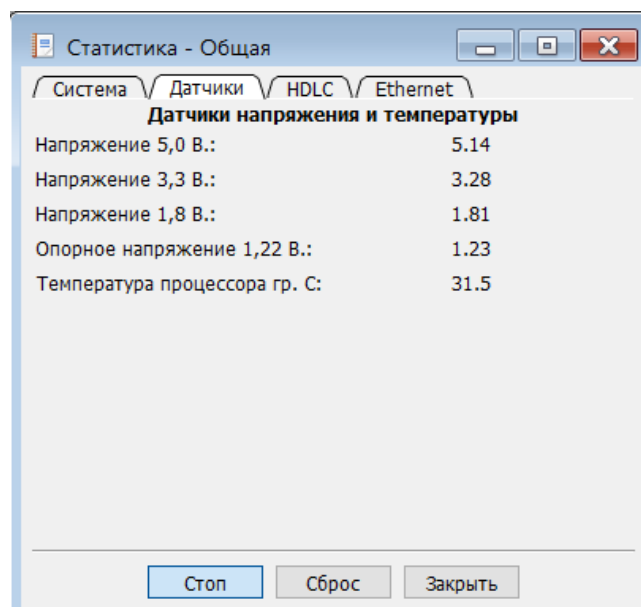 Статистика - Общая
Система Датчики HDLC Ethernet
Датчики напряжения и температуры
Напряжение 5,0 В.: 5.14
Напряжение 3,3 В.: 3.28
Напряжение 1,8 В.: 1.81
Опорное напряжение 1,22 В.: 1.23
Температура процессора гр. С: 31.5
Стоп Сброс Закрыть